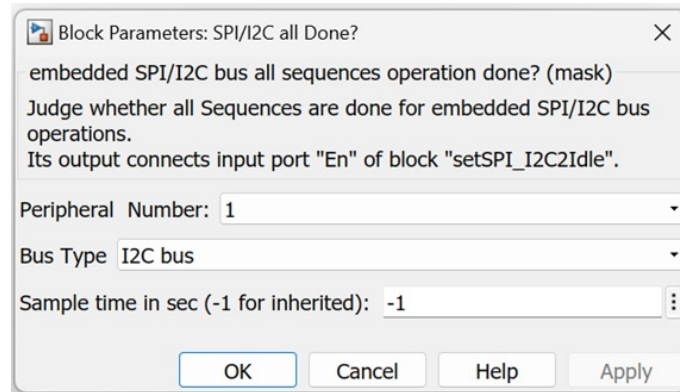 Block Parameters: SPI/I2C all Done?
embedded SPI/I2C bus all sequences operation done? (mask)
Judge whether all Sequences are done for embedded SPI/I2C bus
operations.
Its output connects input port "En" of block "setSPI_I2C2Idle".
Peripheral  Number: 1
Bus Type I2C bus
Sample time in sec (-1 for inherited): -1
OK Cancel Help Apply